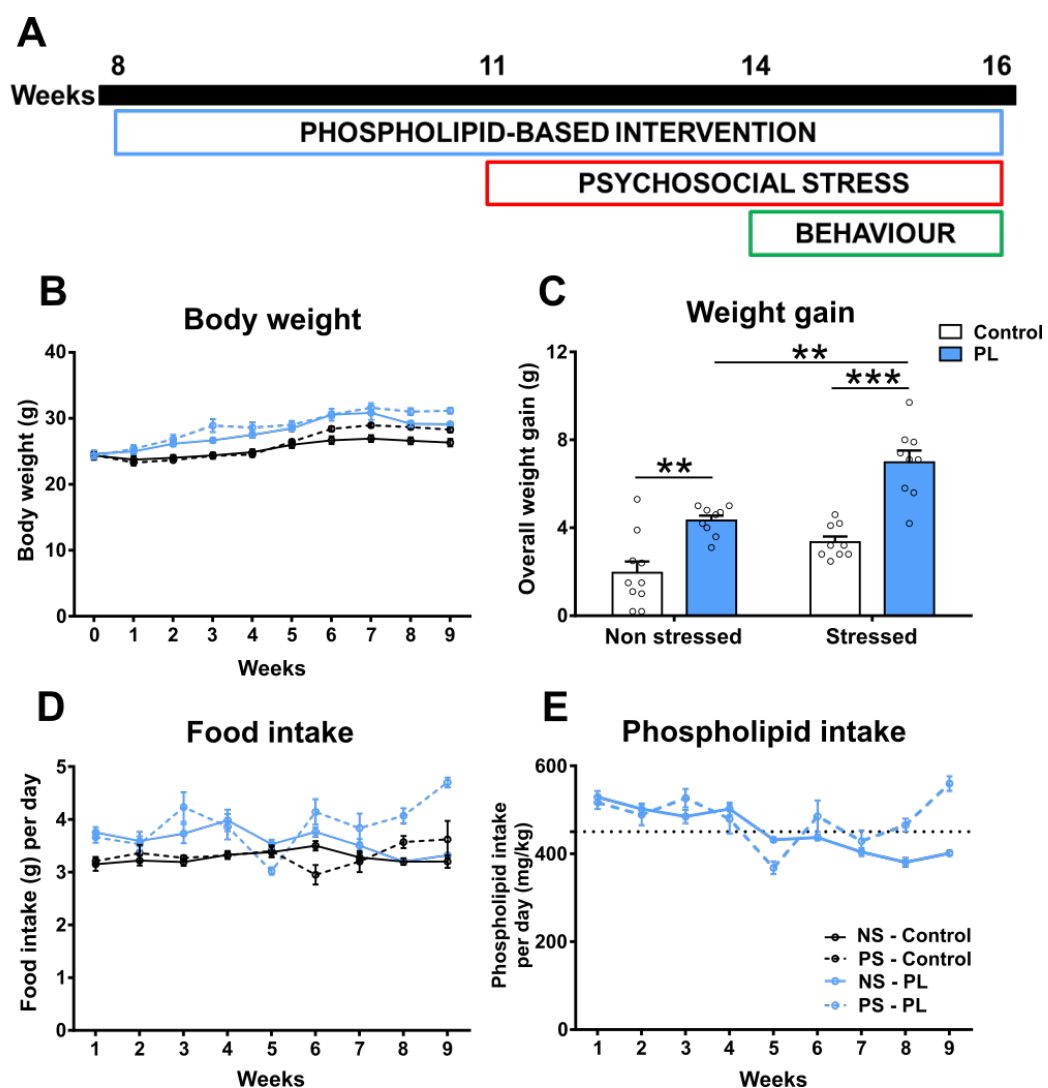 A
8 11 14 16
Weeks
PHOSPHOLIPID-BASED INTERVENTION
PSYCHOSOCIAL STRESS
BEHAVIOUR
B
Body weight
Body weight (g)
40
30
20
10
0
0 1 2 3 4 5 6 7 8 9
Weeks
C
Weight gain
Control
PL
Overall weight gain (g)
12
8
4
0
**
***
**
Non stressed Stressed
D
Food intake
Food intake (g) per day
5
4
3
2
1
0
1 2 3 4 5 6 7 8 9
Weeks
E
Phospholipid intake
Phospholipid intake
per day (mg/kg)
600
400
200
0
NS - Control
PS - Control
NS - PL
PS - PL
1 2 3 4 5 6 7 8 9
Weeks